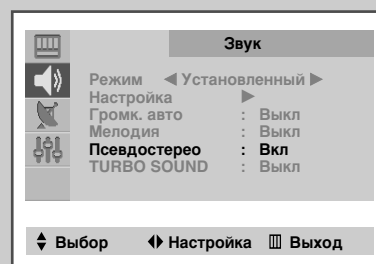 Звук
Режим ◀ Установленный ▶
Настройка ▶
Громк. авто : Выкл
Мелодия : Выкл
Псевдостерео : Вкл
TURBO SOUND : Выкл
Выбор Настройка Выход